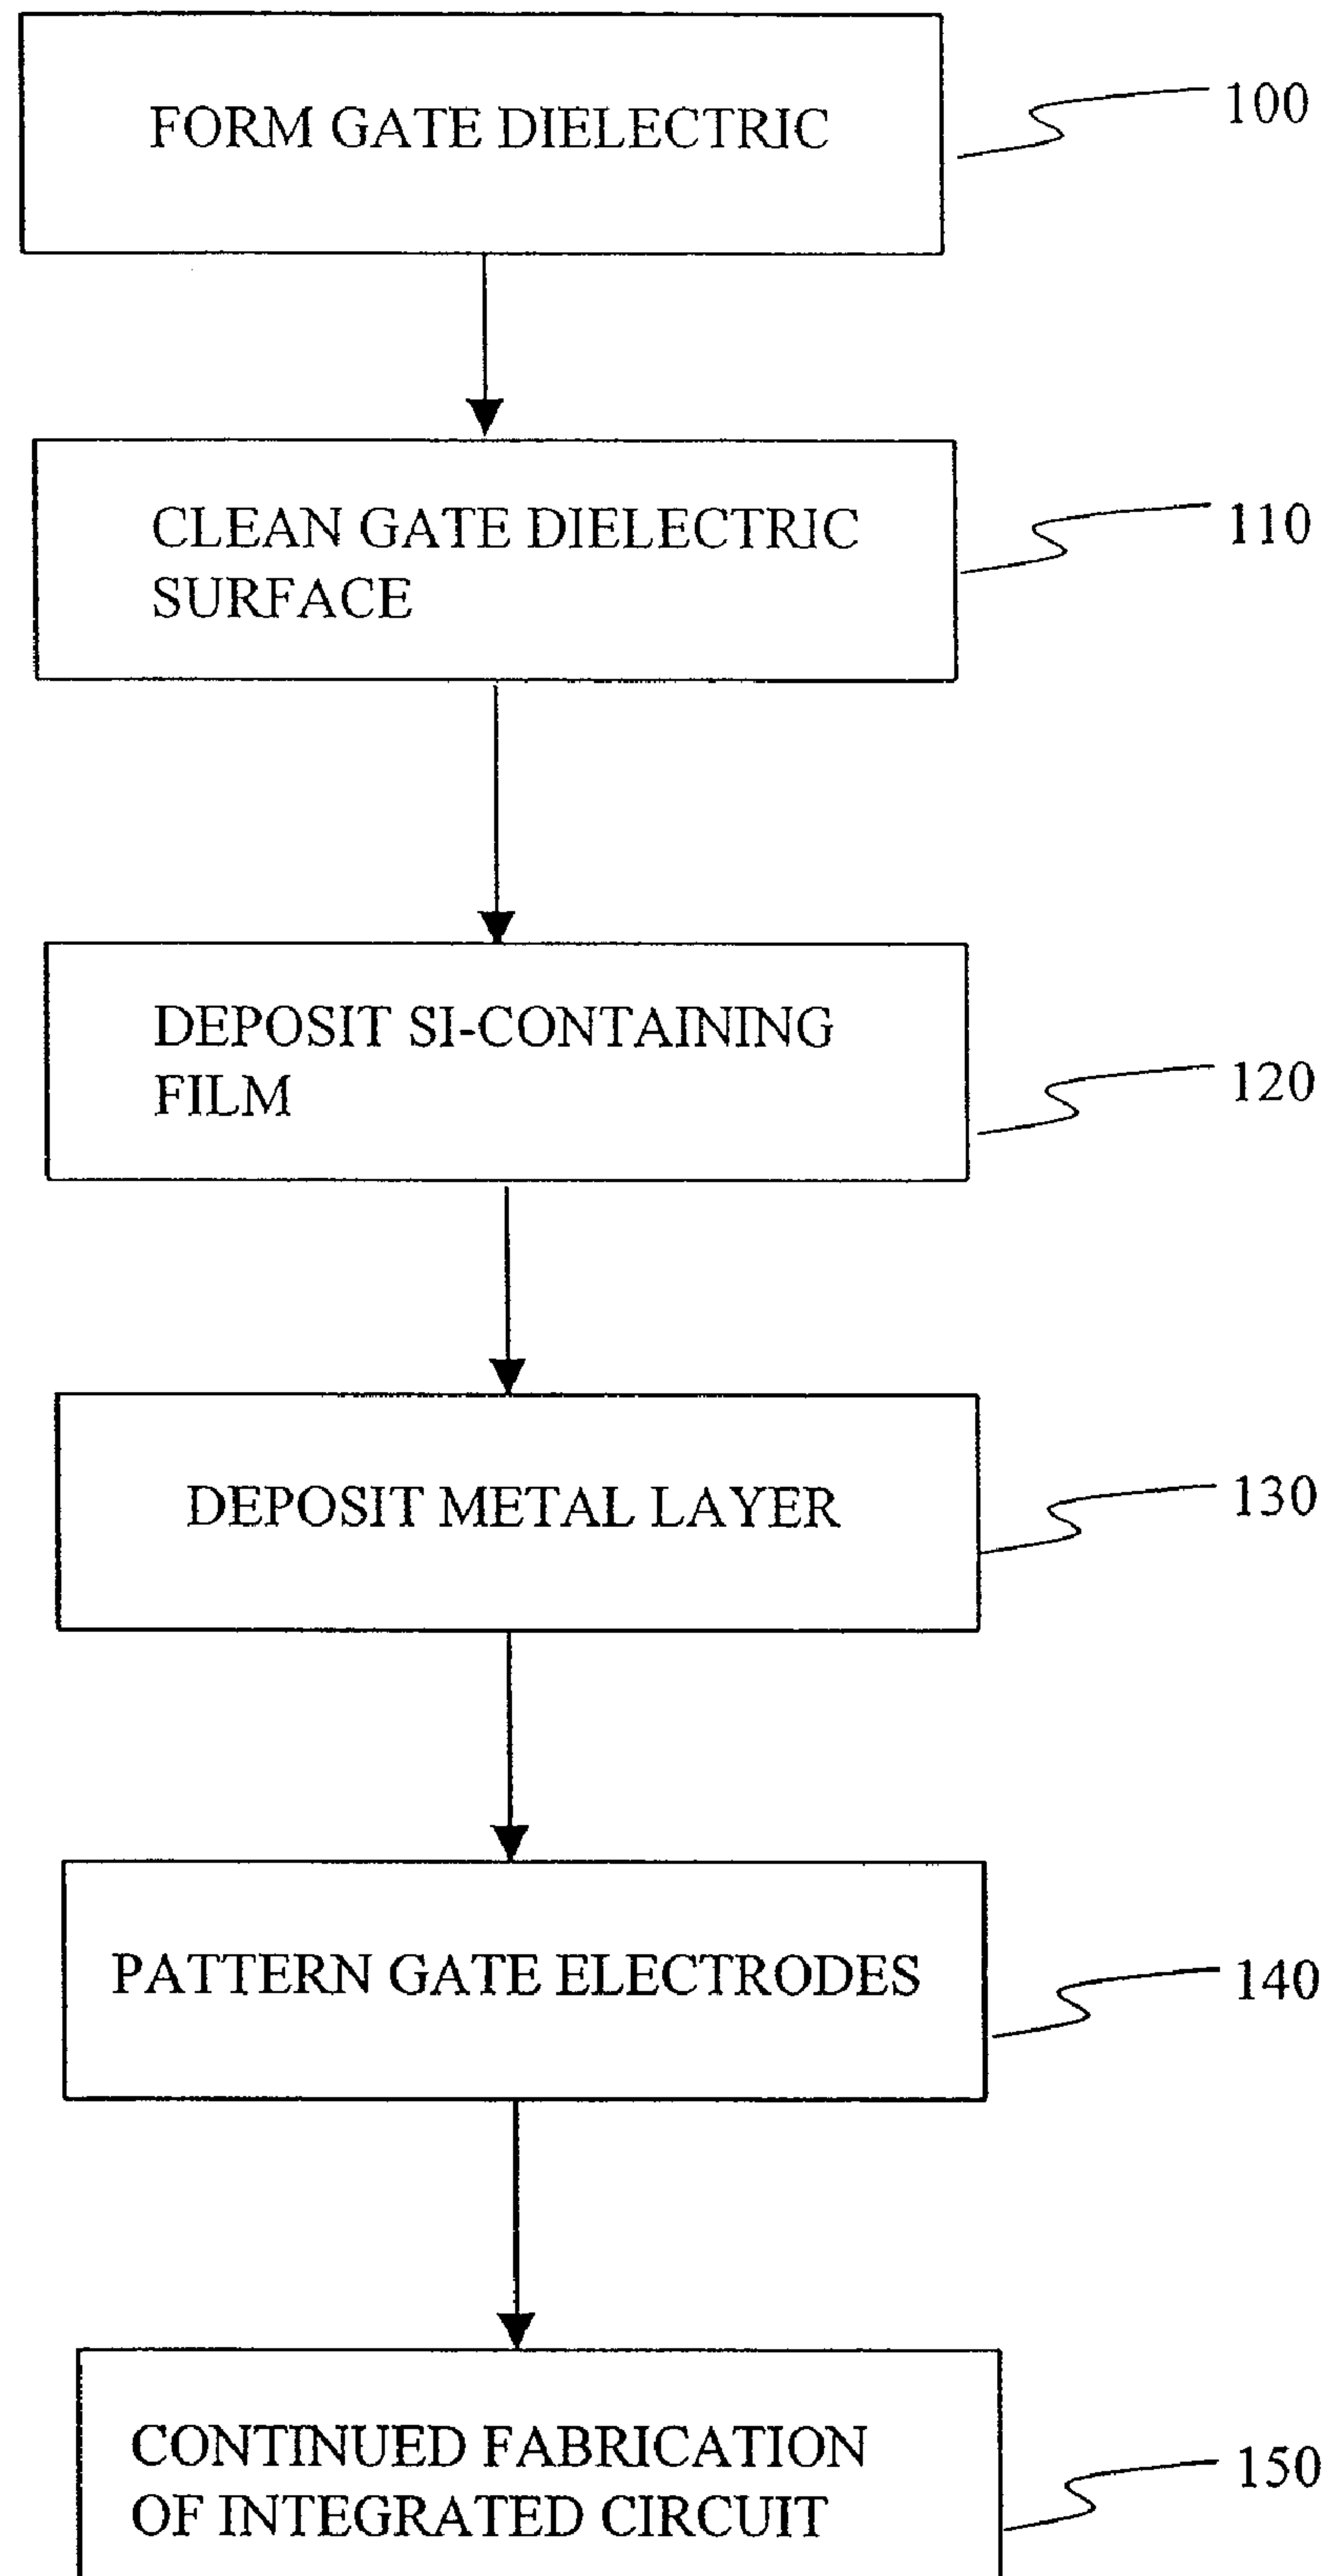 FORM GATE DIELECTRIC
100
CLEAN GATE DIELECTRIC
SURFACE
110
DEPOSIT SI-CONTAINING
FILM
120
DEPOSIT METAL LAYER
130
PATTERN GATE ELECTRODES
140
CONTINUED FABRICATION
OF INTEGRATED CIRCUIT
150